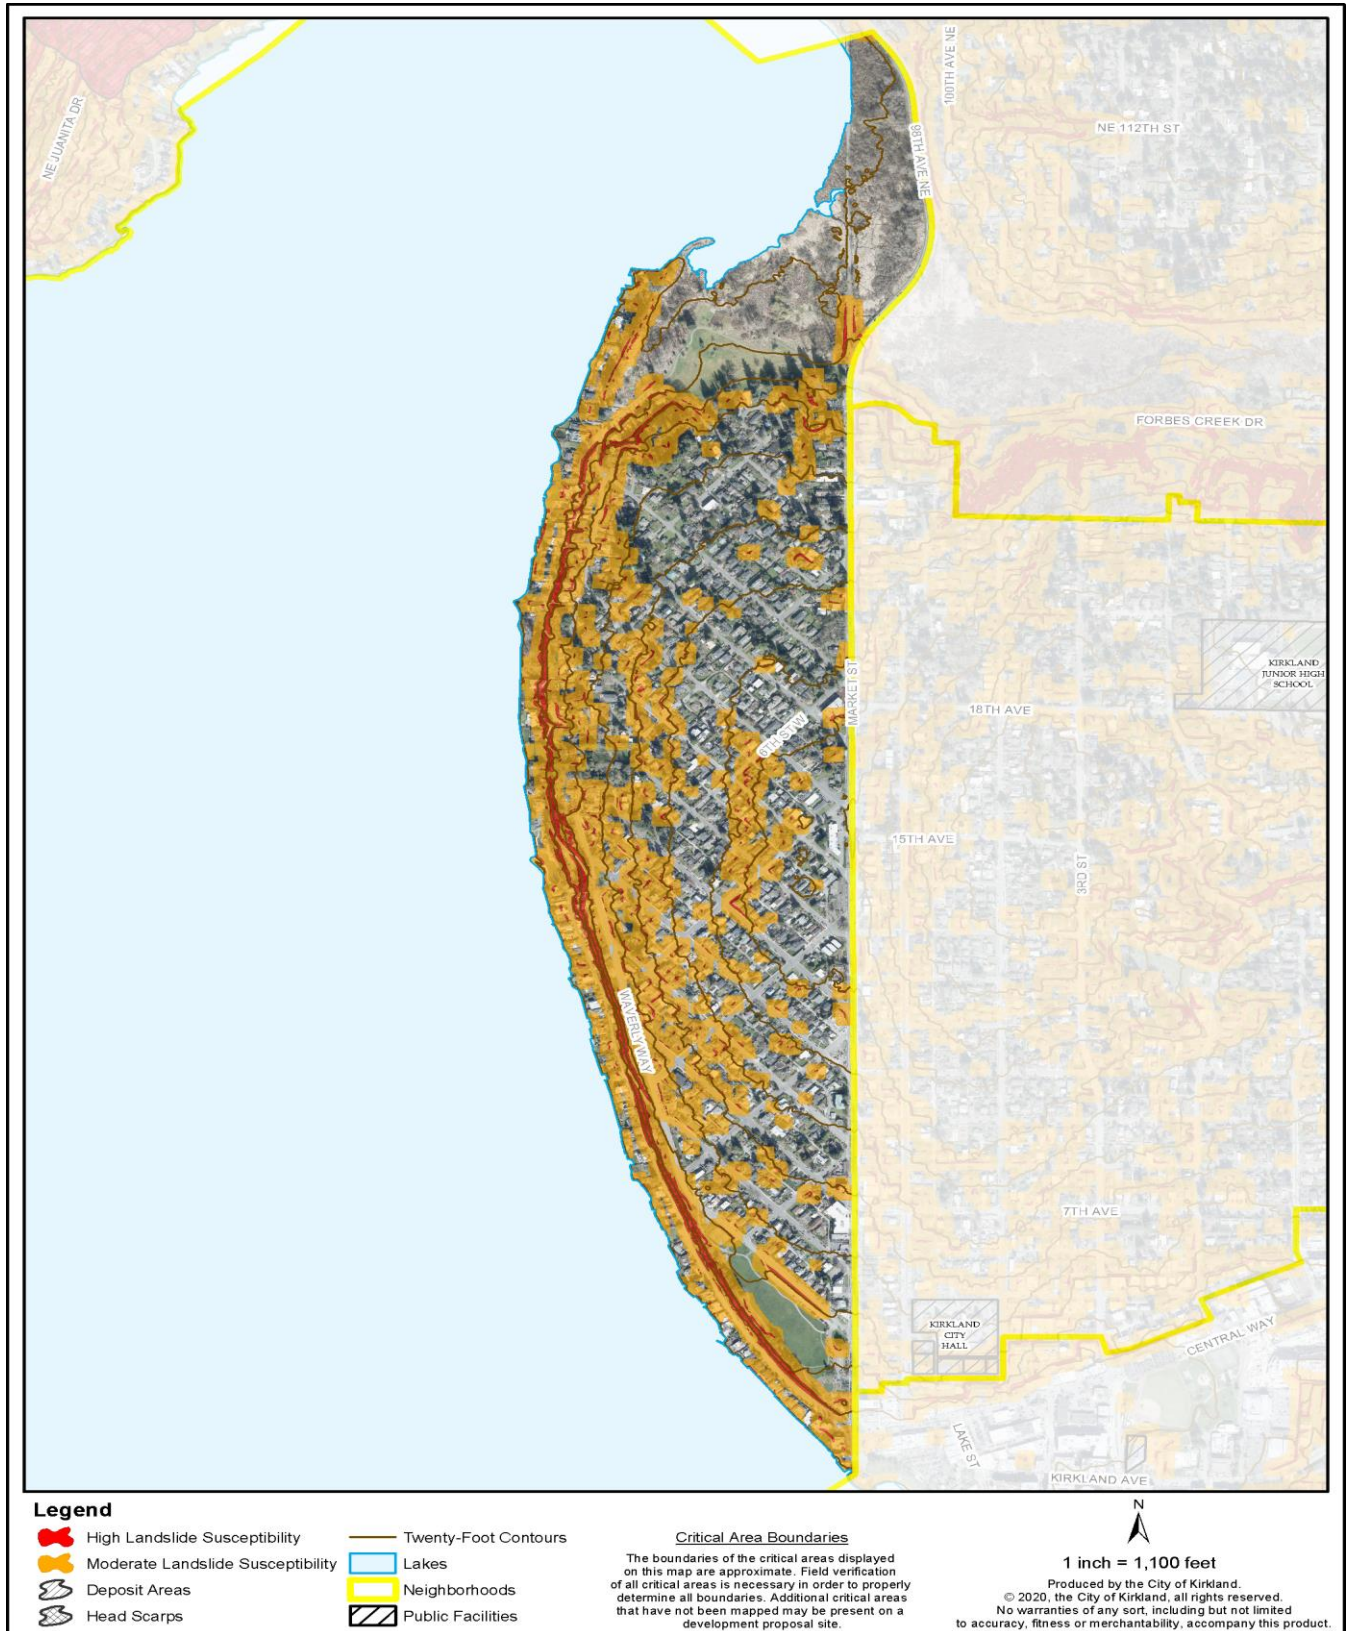 NE JUANITA DR
100TH AVE NE
NE 112TH ST
98TH AVE NE
FORBES CREEK DR
KIRKLAND
JUNIOR HIGH
SCHOOL
MARKET ST
18TH AVE
6TH ST W
15TH AVE
3RD ST
WAVERLY WAY
7TH AVE
KIRKLAND
CITY
HALL
CENTRAL WAY
LAKE ST
KIRKLAND AVE
Legend
High Landslide Susceptibility
Moderate Landslide Susceptibility
Deposit Areas
Head Scarps
Twenty-Foot Contours
Lakes
Neighborhoods
Public Facilities
Critical Area Boundaries
The boundaries of the critical areas displayed
on this map are approximate. Field verification
of all critical areas is necessary in order to properly
determine all boundaries. Additional critical areas
that have not been mapped may be present on a
development proposal site.
N
1 inch = 1,100 feet
Produced by the City of Kirkland.
© 2020, the City of Kirkland, all rights reserved.
No warranties of any sort, including but not limited
to accuracy, fitness or merchantability, accompany this product.